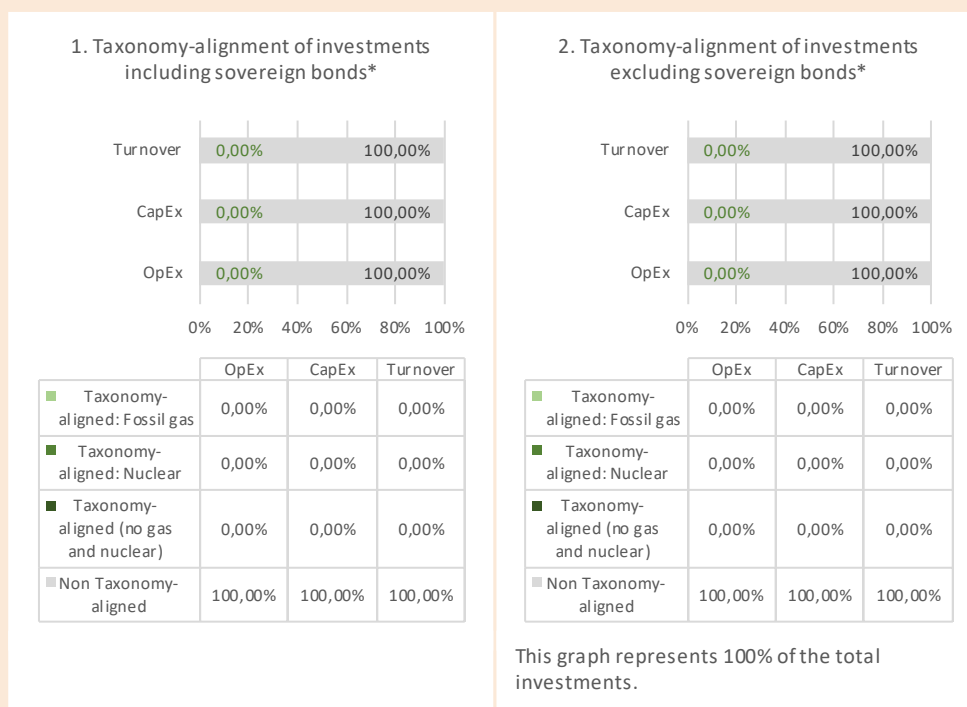 1. Taxonomy-alignment of investments
including sovereign bonds*
Turnover 0,00% 100,00%
CapEx 0,00% 100,00%
OpEx 0,00% 100,00%
0% 20% 40% 60% 80% 100%
OpEx CapEx Turnover
Taxonomy-
aligned: Fossil gas 0,00% 0,00% 0,00%
Taxonomy-
aligned: Nuclear 0,00% 0,00% 0,00%
Taxonomy-
aligned (no gas 0,00% 0,00% 0,00%
and nuclear)
Non Taxonomy-
aligned 100,00% 100,00% 100,00%
2. Taxonomy-alignment of investments
excluding sovereign bonds*
Turnover 0,00% 100,00%
CapEx 0,00% 100,00%
OpEx 0,00% 100,00%
0% 20% 40% 60% 80% 100%
OpEx CapEx Turnover
Taxonomy-
aligned: Fossil gas 0,00% 0,00% 0,00%
Taxonomy-
aligned: Nuclear 0,00% 0,00% 0,00%
Taxonomy-
aligned (no gas 0,00% 0,00% 0,00%
and nuclear)
Non Taxonomy-
aligned 100,00% 100,00% 100,00%
This graph represents 100% of the total
investments.